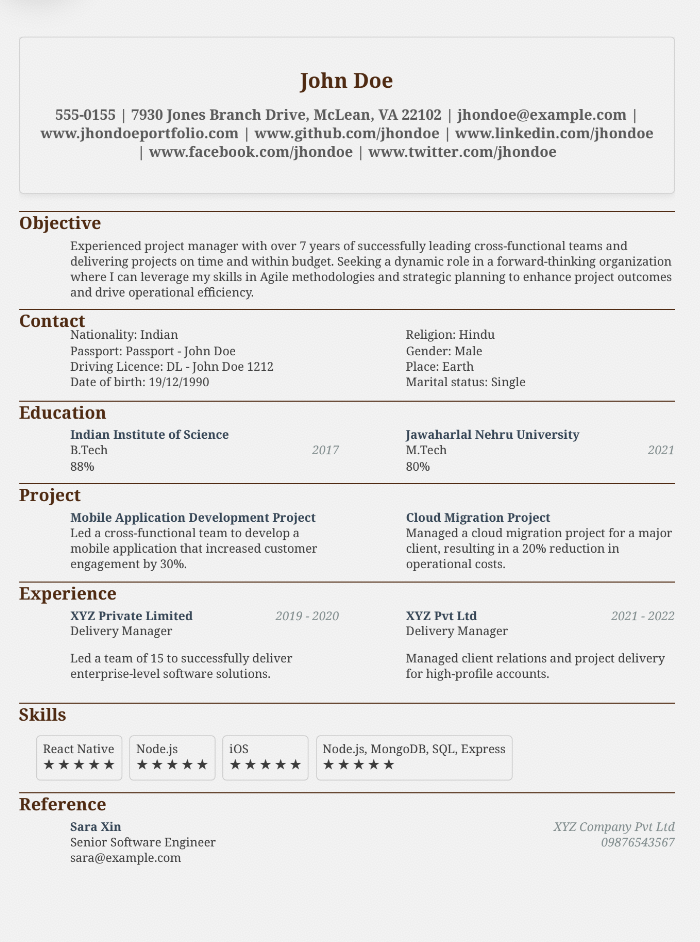 John Doe
555-0155 | 7930 Jones Branch Drive, McLean, VA 22102 | jhondoe@example.com |
www.jhondoeportfolio.com | www.github.com/jhondoe | www.linkedin.com/jhondoe
| www.facebook.com/jhondoe | www.twitter.com/jhondoe
Objective
Experienced project manager with over 7 years of successfully leading cross-functional teams and
delivering projects on time and within budget. Seeking a dynamic role in a forward-thinking organization
where I can leverage my skills in Agile methodologies and strategic planning to enhance project outcomes
and drive operational efficiency.
Contact
Nationality: Indian
Passport: Passport - John Doe
Driving Licence: DL - John Doe 1212
Date of birth: 19/12/1990
Religion: Hindu
Gender: Male
Place: Earth
Marital status: Single
Education
Indian Institute of Science
B.Tech 2017
88%
Jawaharlal Nehru University
M.Tech 2021
80%
Project
Mobile Application Development Project
Led a cross-functional team to develop a
mobile application that increased customer
engagement by 30%.
Cloud Migration Project
Managed a cloud migration project for a major
client, resulting in a 20% reduction in
operational costs.
Experience
XYZ Private Limited 2019 - 2020
Delivery Manager
Led a team of 15 to successfully deliver
enterprise-level software solutions.
XYZ Pvt Ltd 2021 - 2022
Delivery Manager
Managed client relations and project delivery
for high-profile accounts.
Skills
React Native
★★★★★
Node.js
★★★★★
iOS
★★★★★
Node.js, MongoDB, SQL, Express
★★★★★
Reference
Sara Xin XYZ Company Pvt Ltd
Senior Software Engineer 09876543567
sara@example.com